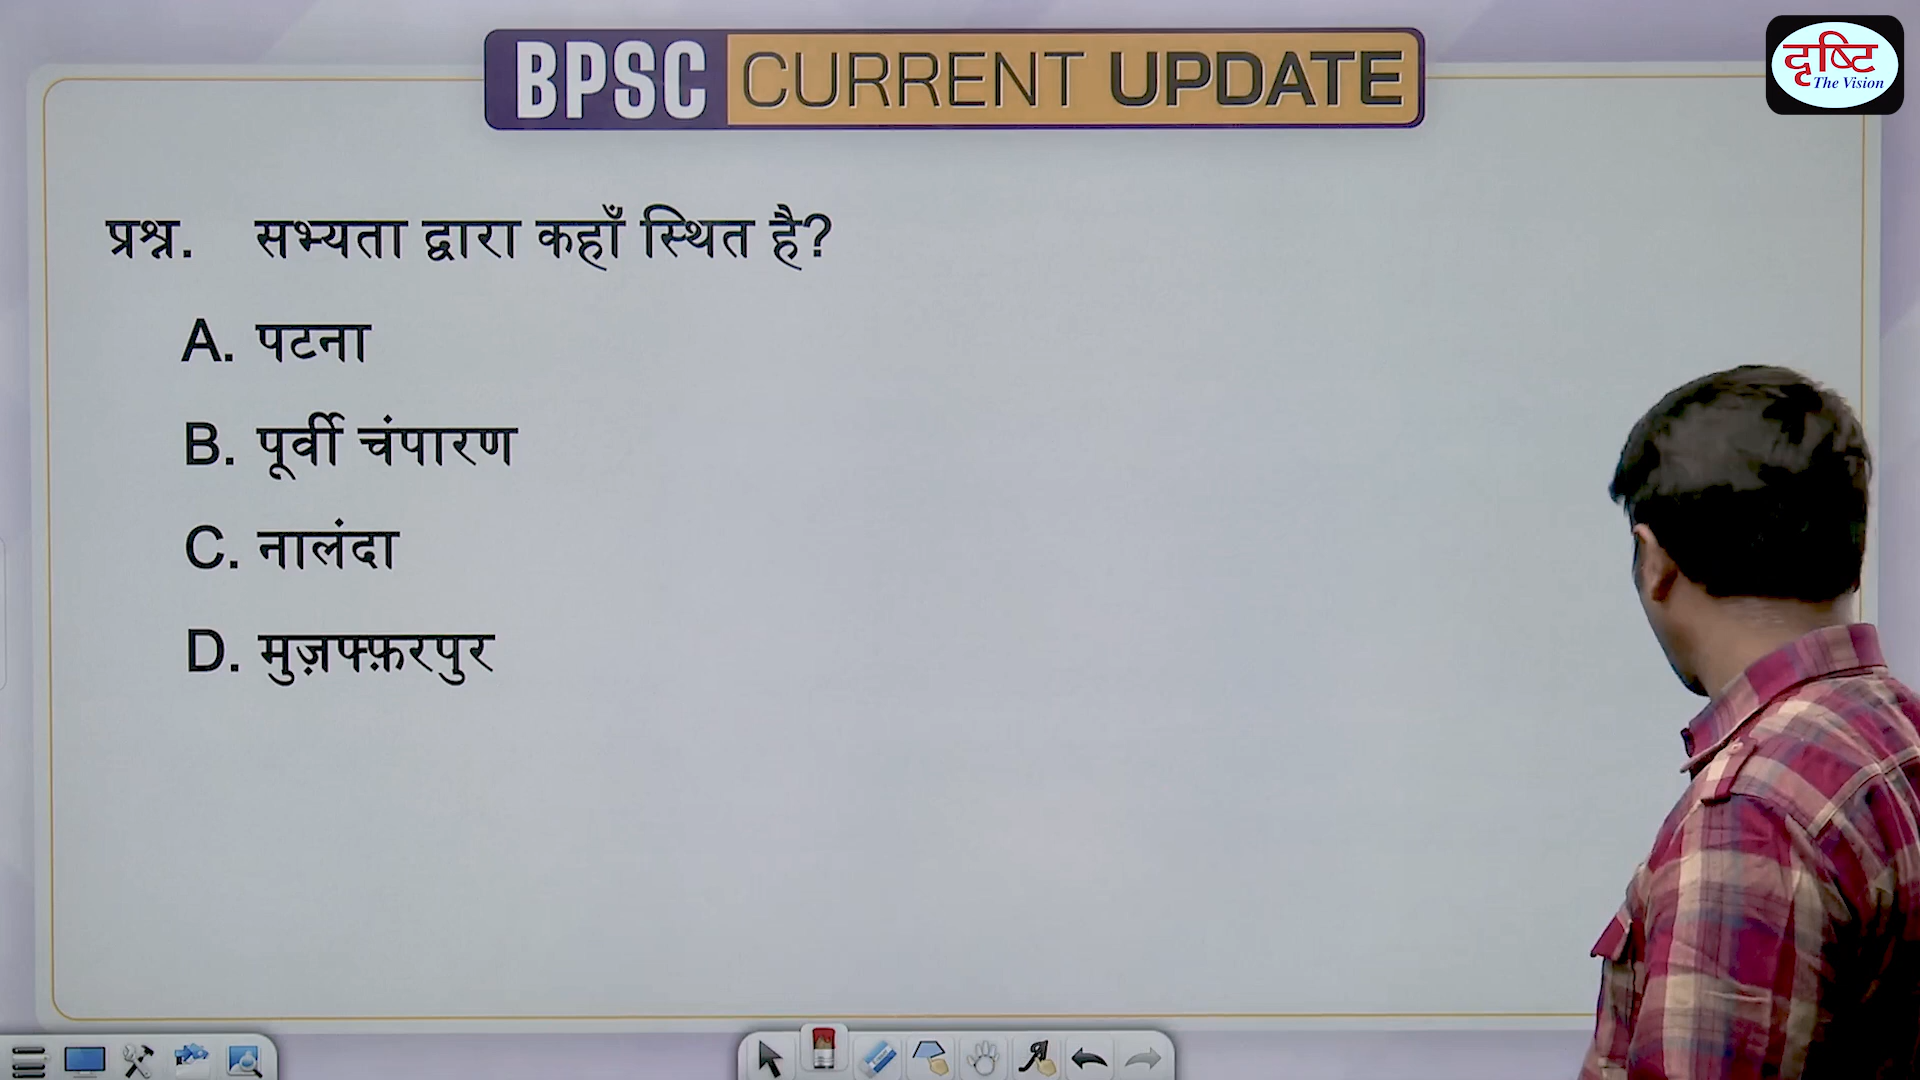 BPSC CURRENT UPDATE
दृष्टि
The Vision
प्रश्न. सभ्यता द्वारा कहाँ स्थित है?
A. पटना
B. पूर्वी चंपारण
C. नालंदा
D. मुज़फ्फ़रपुर